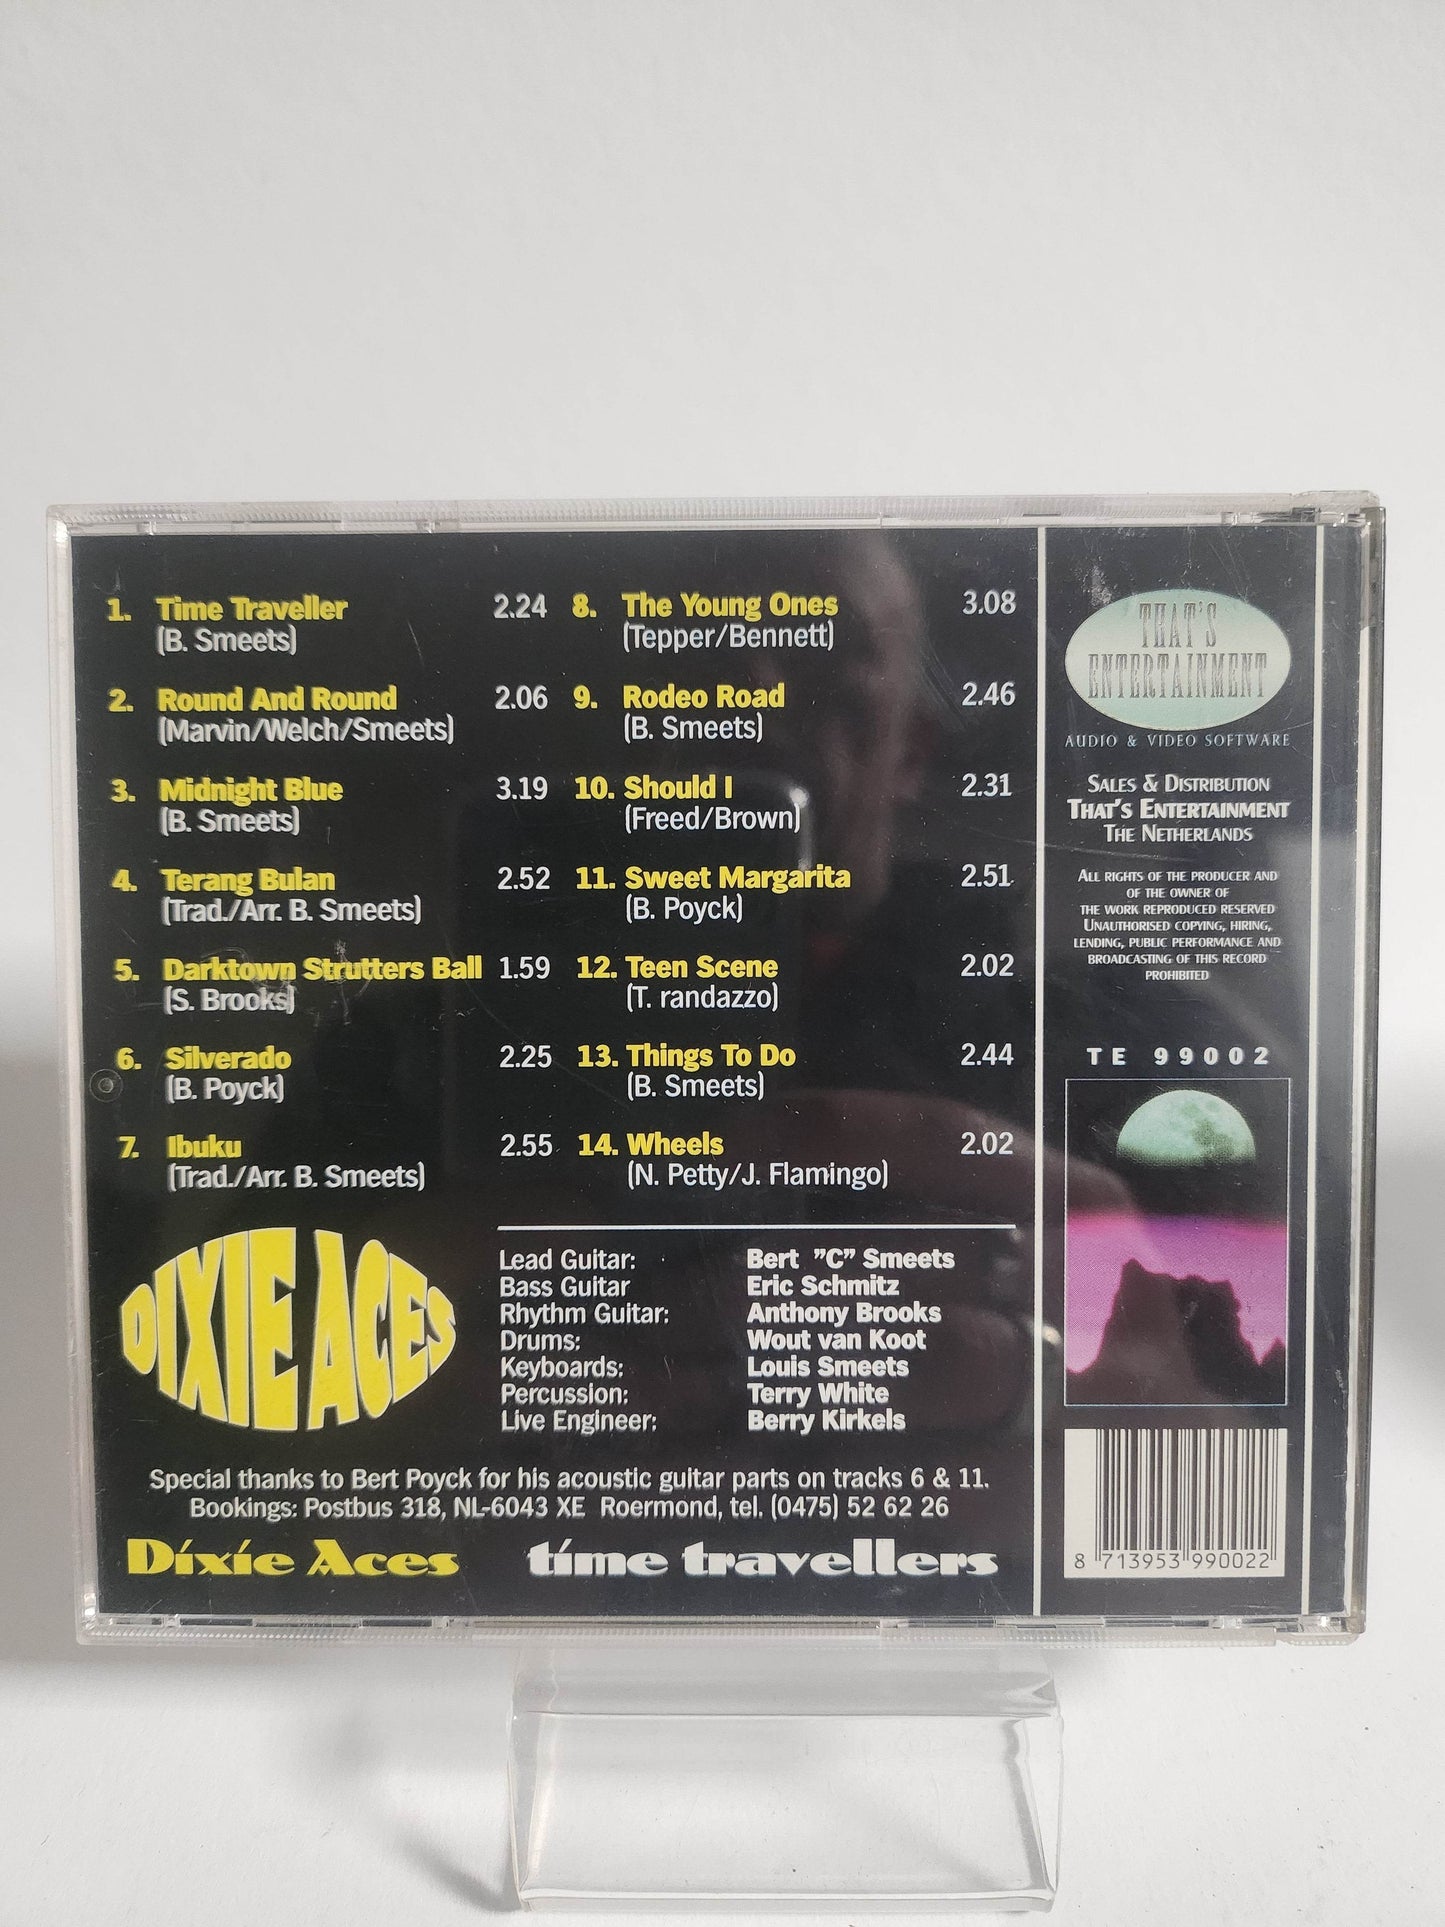 1. Time Traveller 2.24
(B. Smeets)
2. Round And Round 2.06
(Marvin/Welch/Smeets)
3. Midnight Blue 3.19
(B. Smeets)
4. Terang Bulan 2.52
(Trad./Arr. B. Smeets)
5. Darktown Strutters Ball 1.59
(S. Brooks)
6. Silverado 2.25
(B. Poyck)
7. Ibuku 2.55
(Trad./Arr. B. Smeets)
8. The Young Ones 3.08
(Tepper/Bennett)
9. Rodeo Road 2.46
(B. Smeets)
10. Should I 2.31
(Freed/Brown)
11. Sweet Margarita 2.51
(B. Poyck)
12. Teen Scene 2.02
(T. randazzo)
13. Things To Do 2.44
(B. Smeets)
14. Wheels 2.02
(N. Petty/J. Flamingo)
DIXIE ACES
Lead Guitar: Bert "C" Smeets
Bass Guitar Eric Schmitz
Rhythm Guitar: Anthony Brooks
Drums: Wout van Koot
Keyboards: Louis Smeets
Percussion: Terry White
Live Engineer: Berry Kirkels
Special thanks to Bert Poyck for his acoustic guitar parts on tracks 6 & 11.
Bookings: Postbus 318, NL-6043 XE Roermond, tel. (0475) 52 62 26
Dixie Aces time travellers
THAT'S
ENTERTAINMENT
AUDIO & VIDEO SOFTWARE
SALES & DISTRIBUTION
THAT'S ENTERTAINMENT
THE NETHERLANDS
ALL RIGHTS OF THE PRODUCER AND
OF THE OWNER OF
THE WORK REPRODUCED RESERVED
UNAUTHORISED COPYING, HIRING,
LENDING, PUBLIC PERFORMANCE AND
BROADCASTING OF THIS RECORD
PROHIBITED
TE 99002
8 713953 990022